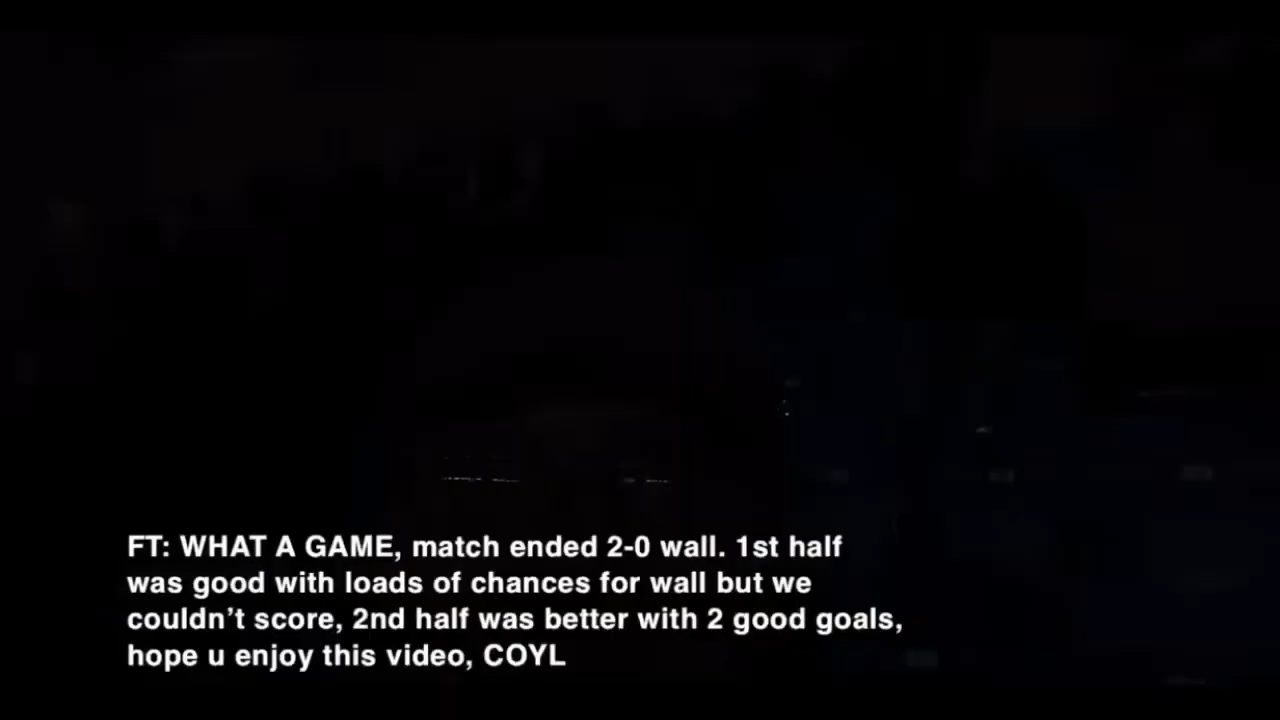 FT: WHAT A GAME, match ended 2-0 wall. 1st half
was good with loads of chances for wall but we
couldn't score, 2nd half was better with 2 good goals,
hope u enjoy this video, COYL